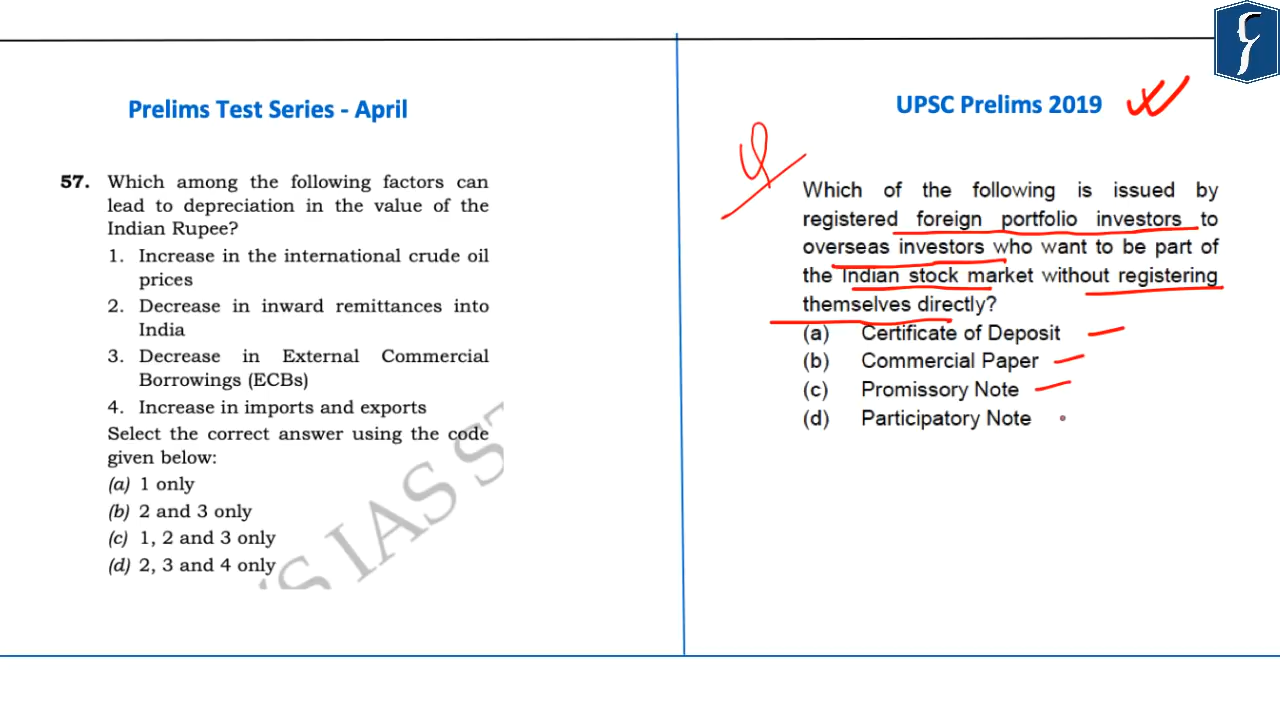 Prelims Test Series - April
57. Which among the following factors can
lead to depreciation in the value of the
Indian Rupee?
1. Increase in the international crude oil
prices
2. Decrease in inward remittances into
India
3. Decrease in External Commercial
Borrowings (ECBs)
4. Increase in imports and exports
Select the correct answer using the code
given below:
(a) 1 only
(b) 2 and 3 only
(c) 1, 2 and 3 only
(d) 2, 3 and 4 only
UPSC Prelims 2019
Which of the following is issued by
registered foreign portfolio investors to
overseas investors who want to be part of
the Indian stock market without registering
themselves directly?
(a) Certificate of Deposit
(b) Commercial Paper
(c) Promissory Note
(d) Participatory Note